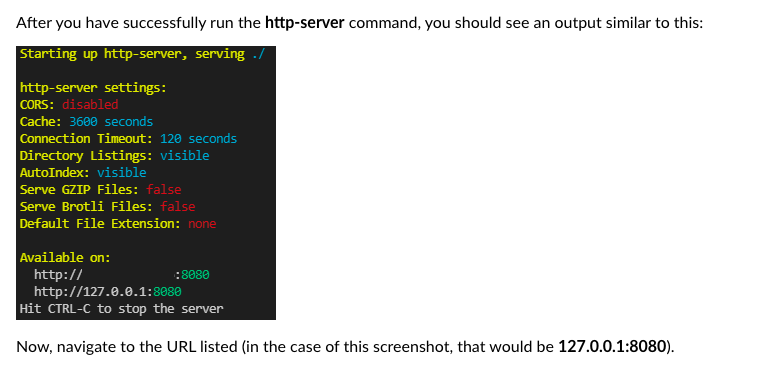 After you have successfully run the http-server command, you should see an output similar to this:
Starting up http-server, serving ./
http-server settings:
CORS: disabled
Cache: 3600 seconds
Connection Timeout: 120 seconds
Directory Listings: visible
AutoIndex: visible
Serve GZIP Files: false
Serve Brotli Files: false
Default File Extension: none
Available on:
http:// :8080
http://127.0.0.1:8080
Hit CTRL-C to stop the server
Now, navigate to the URL listed (in the case of this screenshot, that would be 127.0.0.1:8080).